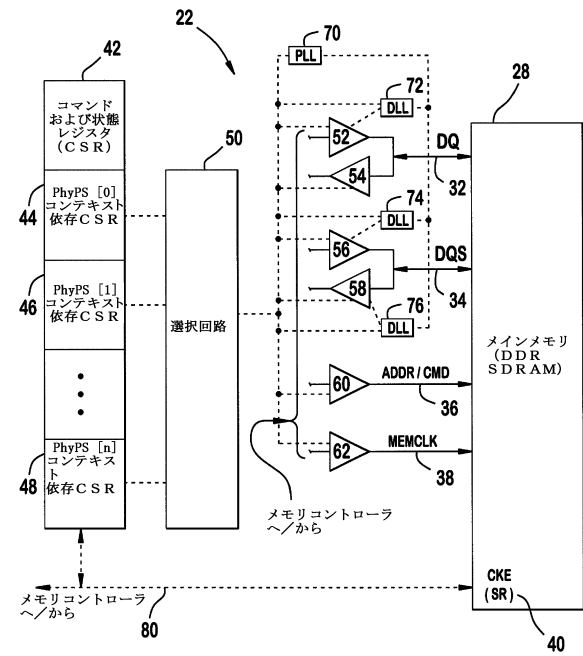 22
42
コマンド
および状態
レジスタ
(CSR)
44
PhyPS [0]
コンテキスト
依存CSR
46
PhyPS [1]
コンテキスト
依存CSR
48
PhyPS [n]
コンテキス
ト
依存CSR
50
選択回路
70
PLL
72
DLL
52
54
DQ
32
74
DLL
56
58
DQS
34
76
DLL
60
ADDR / CMD
36
62
MEMCLK
38
28
メインメモリ
(DDR
SDRAM)
メモリコントローラ
へ/から
メモリコントローラ
へ/から
80
CKE
(SR)
40